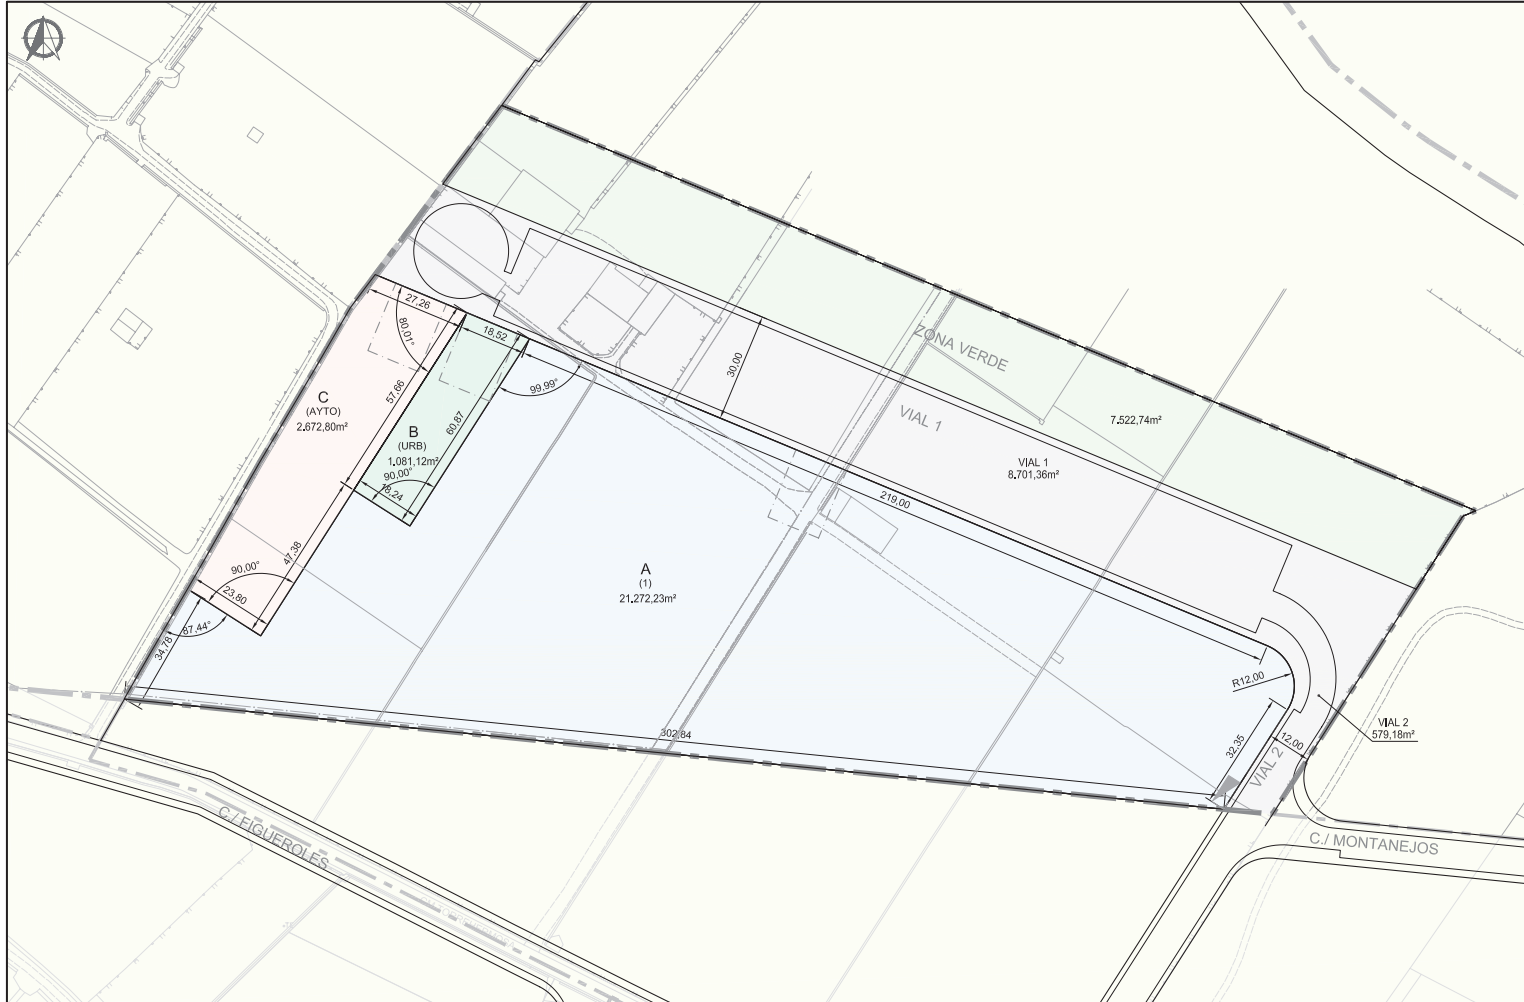 27,26
80,01°
18,52
99,99°
57,66
60,87
30,00
ZONA VERDE
VIAL 1
7.522,74m²
C
(AYTO)
2.672,80m²
B
(URB)
1.081,12m²
90,00°
18,24
VIAL 1
8.701,36m²
219,00
47,38
90,00°
23,80
87,44°
34,78
A
(1)
21.272,23m²
R12,00
32,35
12,00
VIAL 2
VIAL 2
579,18m²
302,84
C./ FIGUEROLES
C./ MONTANEJOS